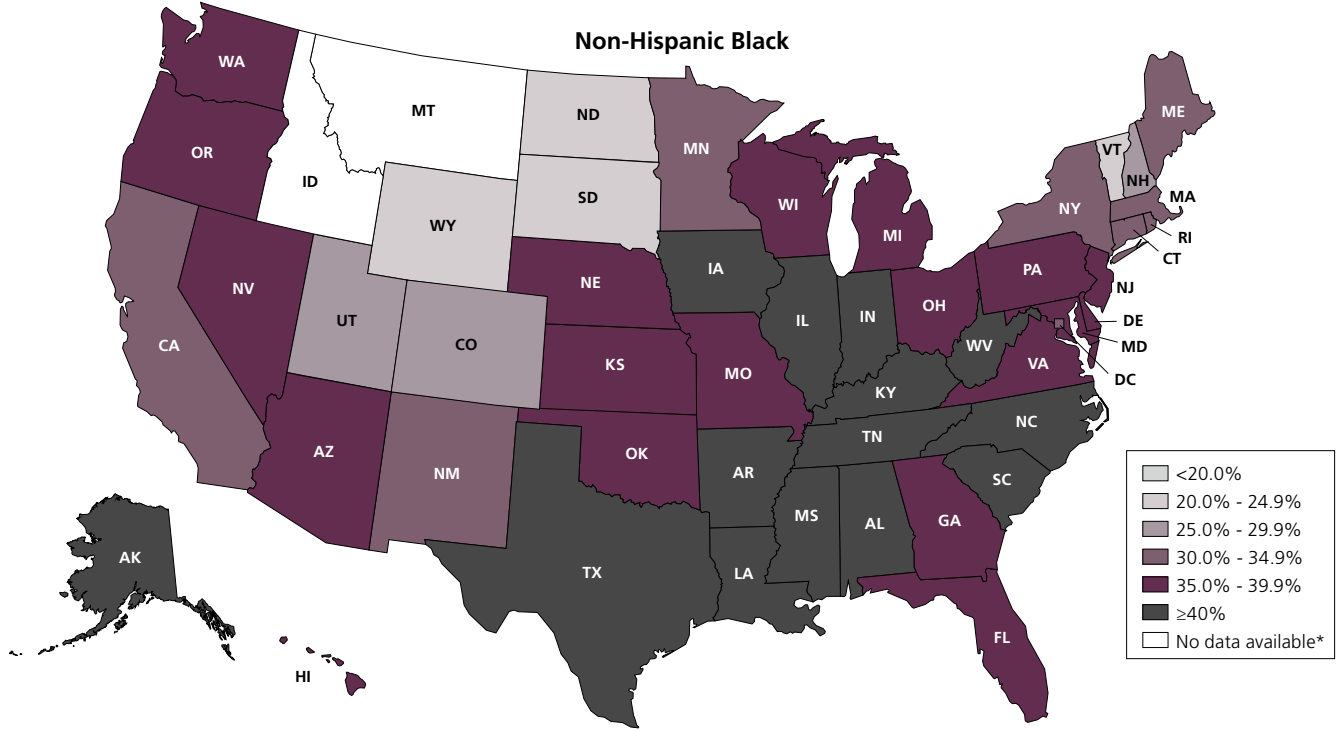 Non-Hispanic Black
WA
MT
ND
MN
ME
OR
VT
ID
NH
WY
SD
WI
NY
MA
MI
RI
IA
CT
NV
NE
PA
NJ
UT
CO
IL
IN
OH
DE
CA
KS
MO
WV
MD
KY
VA
DC
AZ
NM
OK
TN
NC
AR
SC
<20.0%
MS
AL
GA
20.0% - 24.9%
25.0% - 29.9%
AK
TX
LA
30.0% - 34.9%
35.0% - 39.9%
≥40%
HI
FL
No data available*